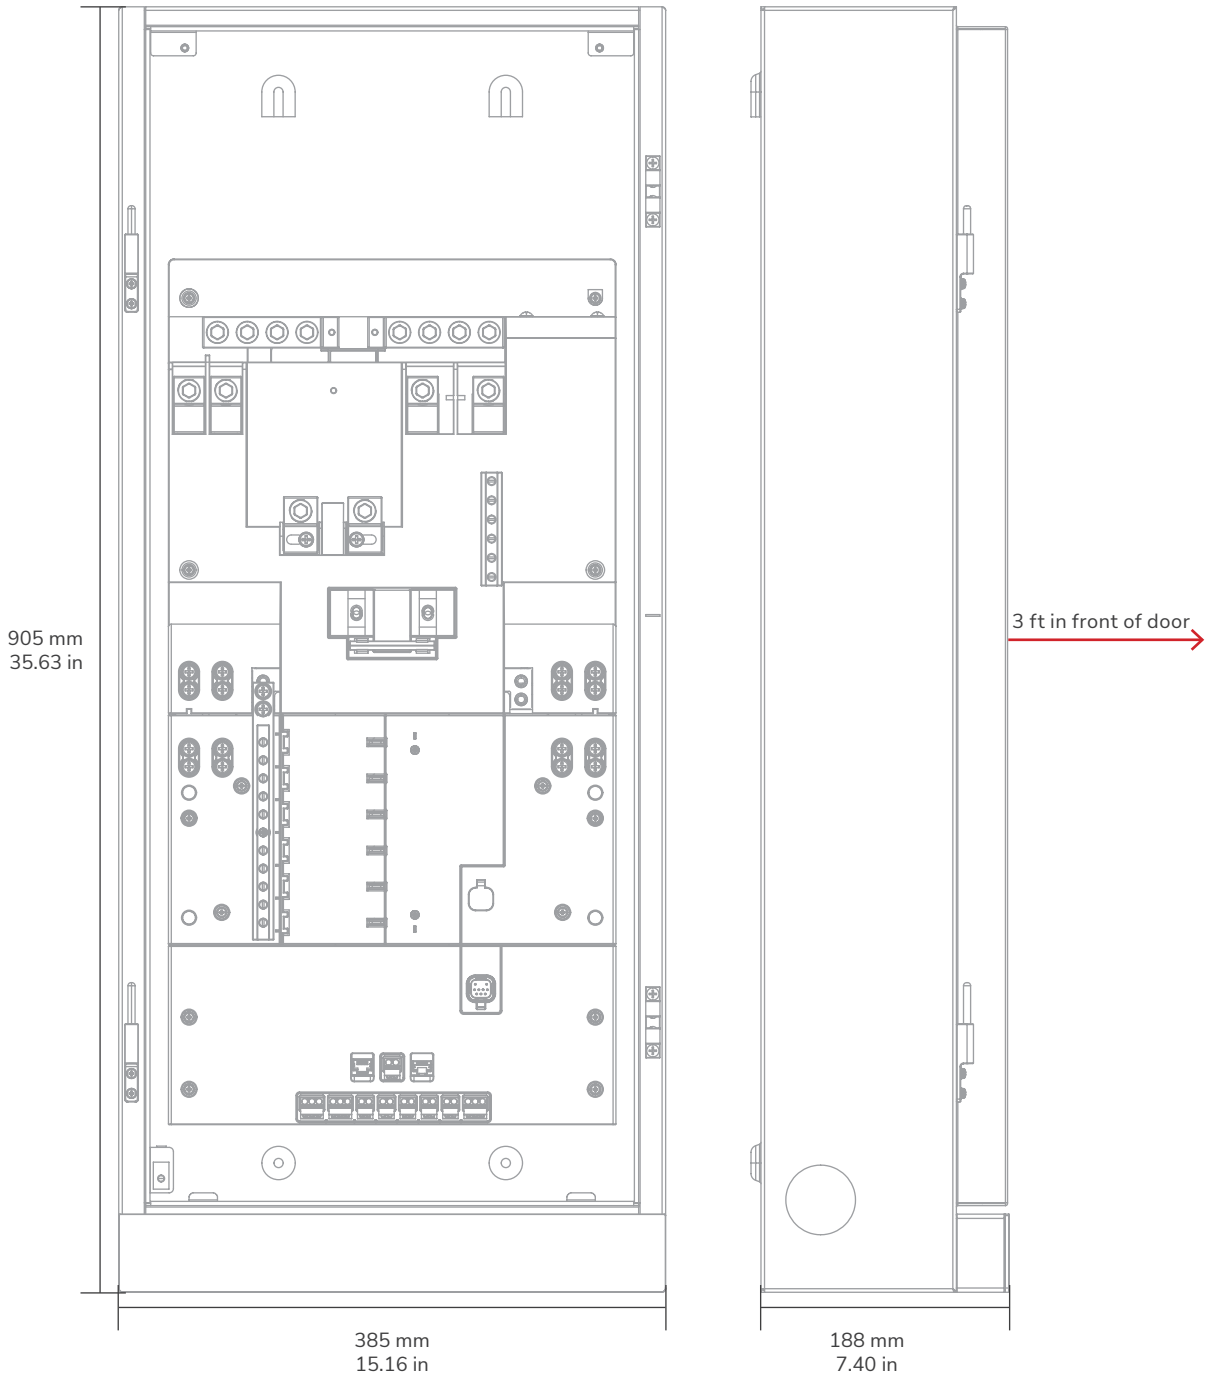 3 ft in front of door
905 mm
35.63 in
385 mm
15.16 in
188 mm
7.40 in